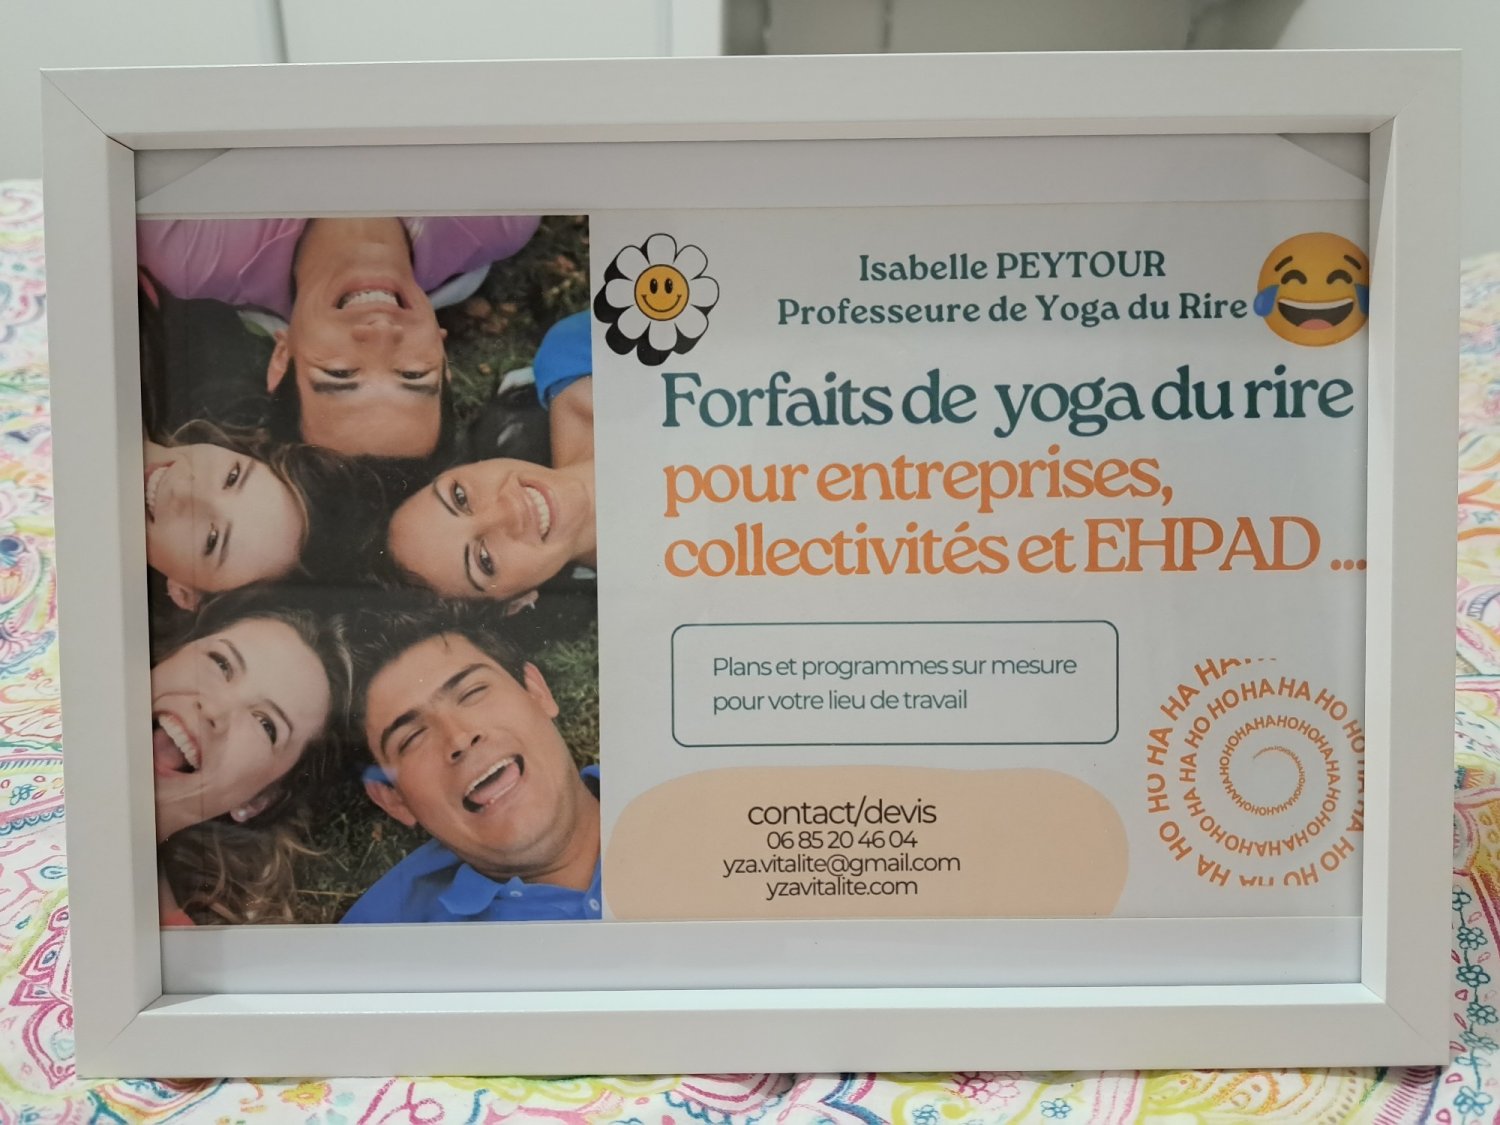 Isabelle PEYTOUR
Professeure de Yoga du Rire
Forfaits de yoga du rire
pour entreprises,
collectivités et EHPAD ...
Plans et programmes sur mesure
pour votre lieu de travail
contact/devis
06 85 20 46 04
yza.vitalite@gmail.com
yzavitalite.com
HO HA HA HO HO HA HA HO HO